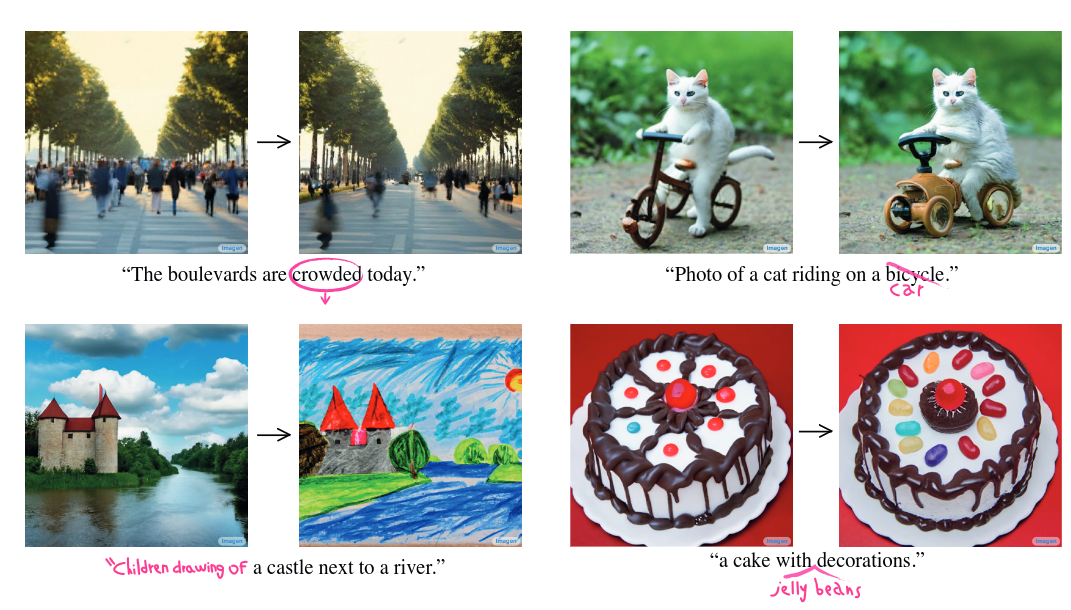 Imagen
Imagen
Imagen
Imagen
“The boulevards are crowded today.”
“Photo of a cat riding on a bicycle.”
car
Imagen
Imagen
Imagen
Imagen
“Children drawing of a castle next to a river.”
“a cake with decorations.”
jelly beans